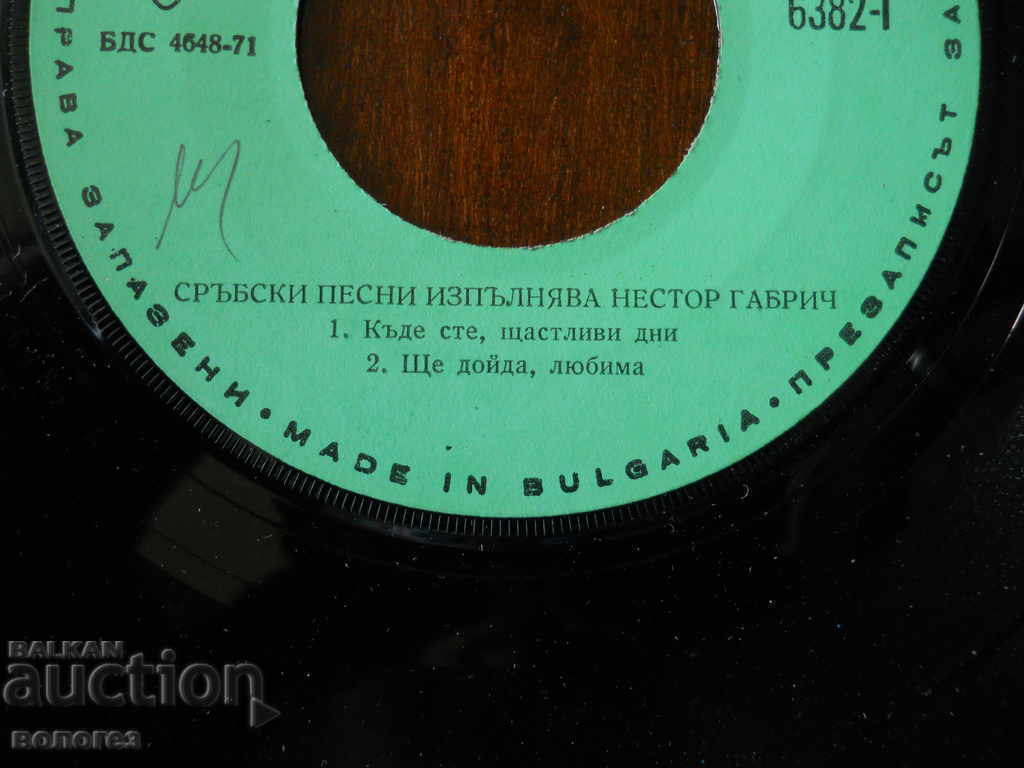 БДС 4648-71
6382-I
СРЪБСКИ ПЕСНИ ИЗПЪЛНЯВА НЕСТОР ГАБРИЧ
1. Къде сте, щастливи дни
2. Ще дойда, любима
ПРАВА ЗАПАЗЕНИ • MADE IN BULGARIA • ПРЕЗАПИСЪТ ЗА
BALKAN
auction
вологез